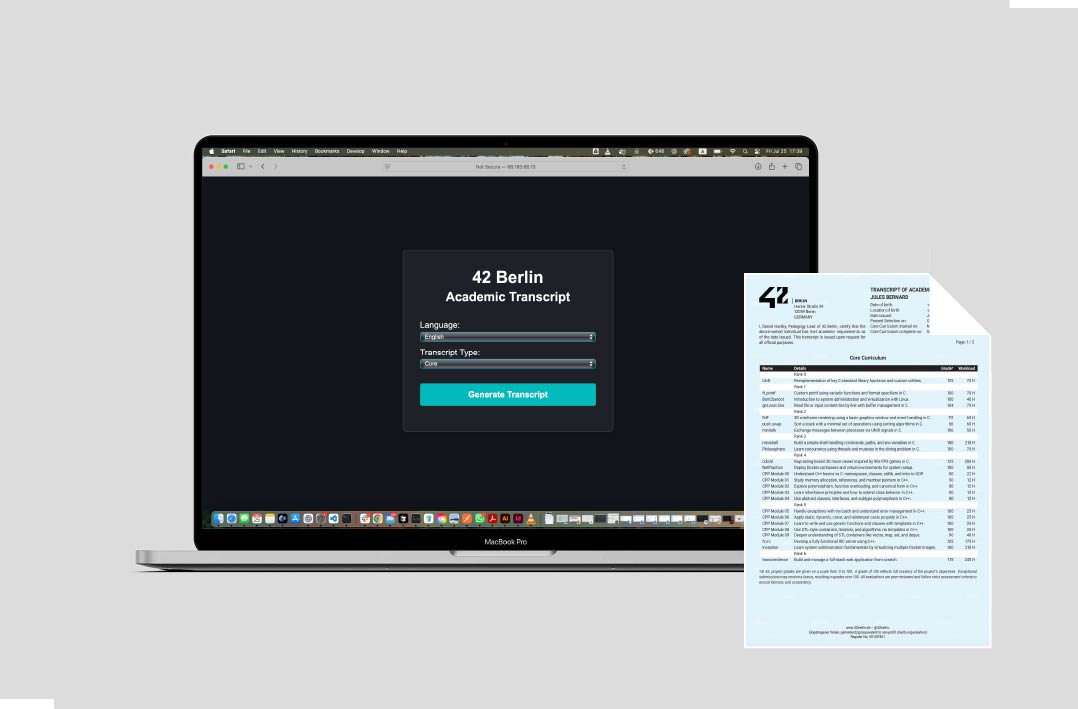 Safari File Edit View History Bookmarks Develop Window Help
646 A Fri Jul 25 17:39
Not Secure — 88.183.66.13
42 Berlin
Academic Transcript
Language:
English
Transcript Type:
Core
Generate Transcript
MacBook Pro
42 BERLIN
Harzer Straße 39
12059 Berlin
GERMANY
TRANSCRIPT OF ACADEM
JULES BERNARD
Date of birth:
Location of birth:
Date issued:
Passed Selection on:
Core Curriculum started on:
Core Curriculum complete on:
I, Daniel Hadley, Pedagogy Lead of 42 Berlin, certify that the
above-named individual has met academic requirements as
of the date issued. This transcript is issued upon request for
all official purposes.
Page: 1 / 2
Core Curriculum
Name Details Grade* Workload
Rank 0
Libft Reimplementation of key C standard library functions and custom utilities. 125 70 H
Rank 1
ft_printf Custom printf using variadic functions and format specifiers in C. 100 70 H
Born2beroot Introduction to system administration and virtualization with Linux. 100 40 H
get_next_line Read file or input content line by line with buffer management in C. 104 70 H
Rank 2
FdF 3D wireframe rendering using a basic graphics window and event handling in C. 111 60 H
push_swap Sort a stack with a minimal set of operations using sorting algorithms in C. 90 60 H
minitalk Exchange messages between processes via UNIX signals in C. 106 50 H
Rank 3
minishell Build a simple shell handling commands, paths, and env variables in C. 100 210 H
Philosophers Learn concurrency using threads and mutexes in the dining problem in C. 100 70 H
Rank 4
cub3d Raycasting-based 3D maze viewer inspired by 90s FPS games in C. 125 280 H
NetPractice Deploy Docker containers and virtual environments for system setup. 100 50 H
CPP Module 00 Understand C++ basics vs C: namespaces, classes, stdlib, and intro to OOP. 80 22 H
CPP Module 01 Study memory allocation, references, and member pointers in C++. 90 12 H
CPP Module 02 Explore polymorphism, function overloading, and canonical form in C++. 80 12 H
CPP Module 03 Learn inheritance principles and how to extend class behavior in C++. 80 12 H
CPP Module 04 Use abstract classes, interfaces, and subtype polymorphism in C++. 80 12 H
Rank 5
CPP Module 05 Handle exceptions with try/catch and understand error management in C++. 100 25 H
CPP Module 06 Apply static, dynamic, const, and reinterpret casts properly in C++. 100 25 H
CPP Module 07 Learn to write and use generic functions and classes with templates in C++. 100 25 H
CPP Module 08 Use STL-style containers, iterators, and algorithms via templates in C++. 100 25 H
CPP Module 09 Deepen understanding of STL containers like vector, map, set, and deque. 90 40 H
ft_irc Develop a fully functional IRC server using C++. 125 175 H
Inception Learn system administration fundamentals by virtualizing multiple Docker images. 100 210 H
Rank 6
transcendence Build and manage a full-stack web application from scratch. 115 245 H
*At 42, project grades are given on a scale from 0 to 100. A grade of 100 reflects full mastery of the project's objectives. Exceptional
submissions may receive a bonus, resulting in grades over 100. All evaluations are peer-reviewed and follow strict assessment criteria to
ensure fairness and consistency.
www.42berlin.de – @42berlin
Eingetragener Verein, gemeinnützig (equivalent to non-profit charity organisation)